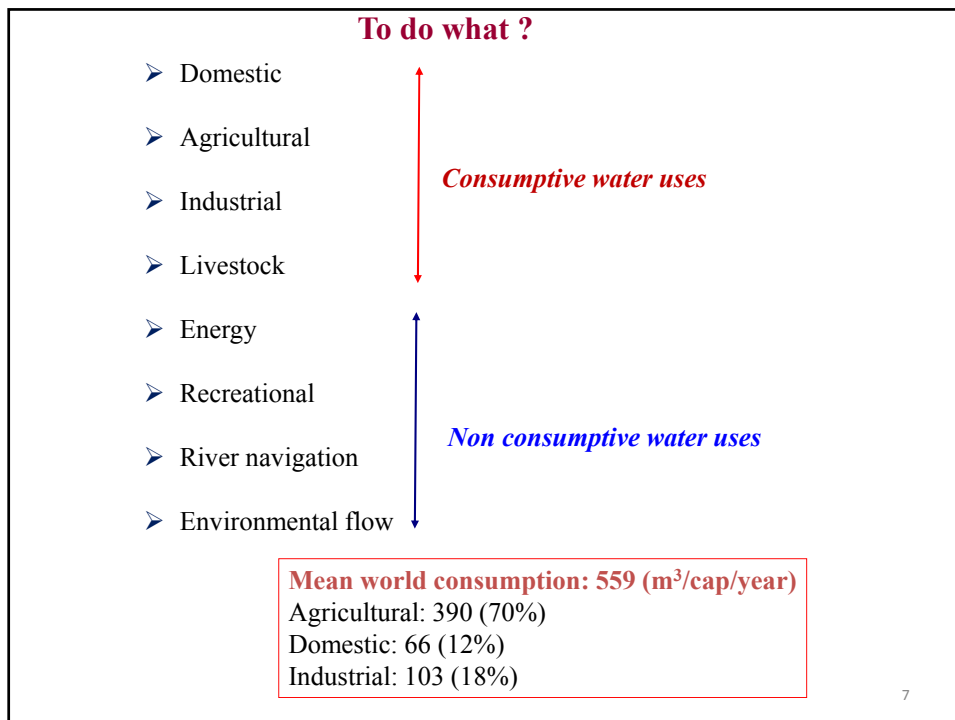 To do what ?
➢ Domestic
➢ Agricultural
Consumptive water uses
➢ Industrial
➢ Livestock
➢ Energy
➢ Recreational
Non consumptive water uses
➢ River navigation
➢ Environmental flow
Mean world consumption: 559 (m³/cap/year)
Agricultural: 390 (70%)
Domestic: 66 (12%)
Industrial: 103 (18%)
7